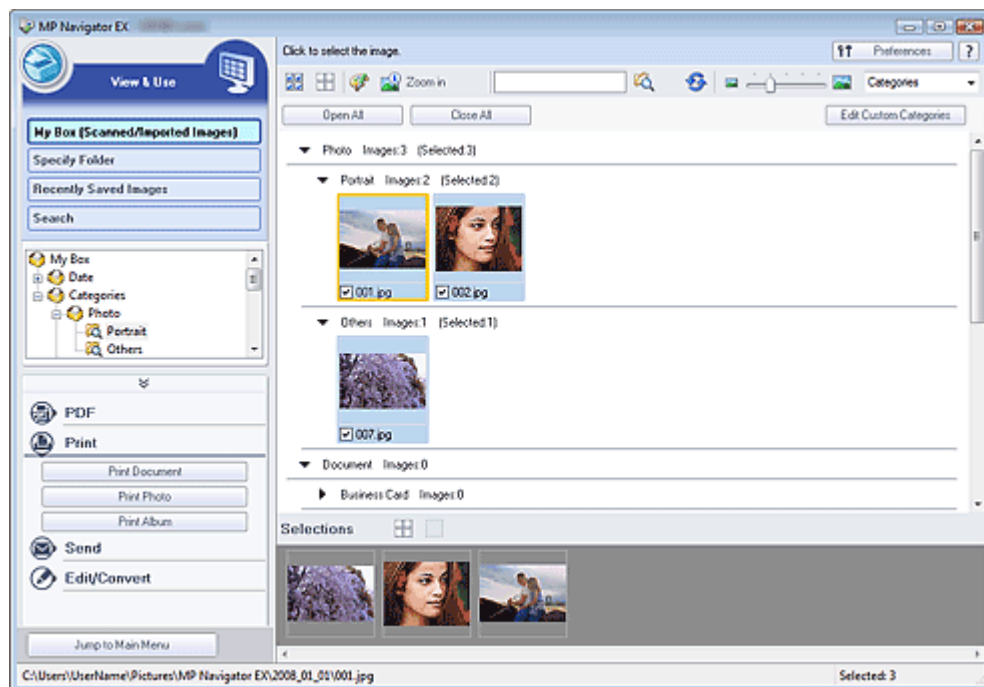 MP Navigator EX
View & Use
Click to select the image.
Preferences
?
Zoom in
Categories
Open All
Close All
Edit Custom Categories
My Box (Scanned/Imported Images)
Specify Folder
Recently Saved Images
Search
My Box
Date
Categories
Photo
Portrait
Others
PDF
Print
Print Document
Print Photo
Print Album
Send
Edit/Convert
Jump to Main Menu
Photo Images:3 (Selected:3)
Portrait Images:2 (Selected:2)
001.jpg
002.jpg
Others Images:1 (Selected:1)
007.jpg
Document Images:0
Business Card Images:0
Selections
C:\Users\UserName\Pictures\MP Navigator EX\2008_01_01\001.jpg
Selected: 3